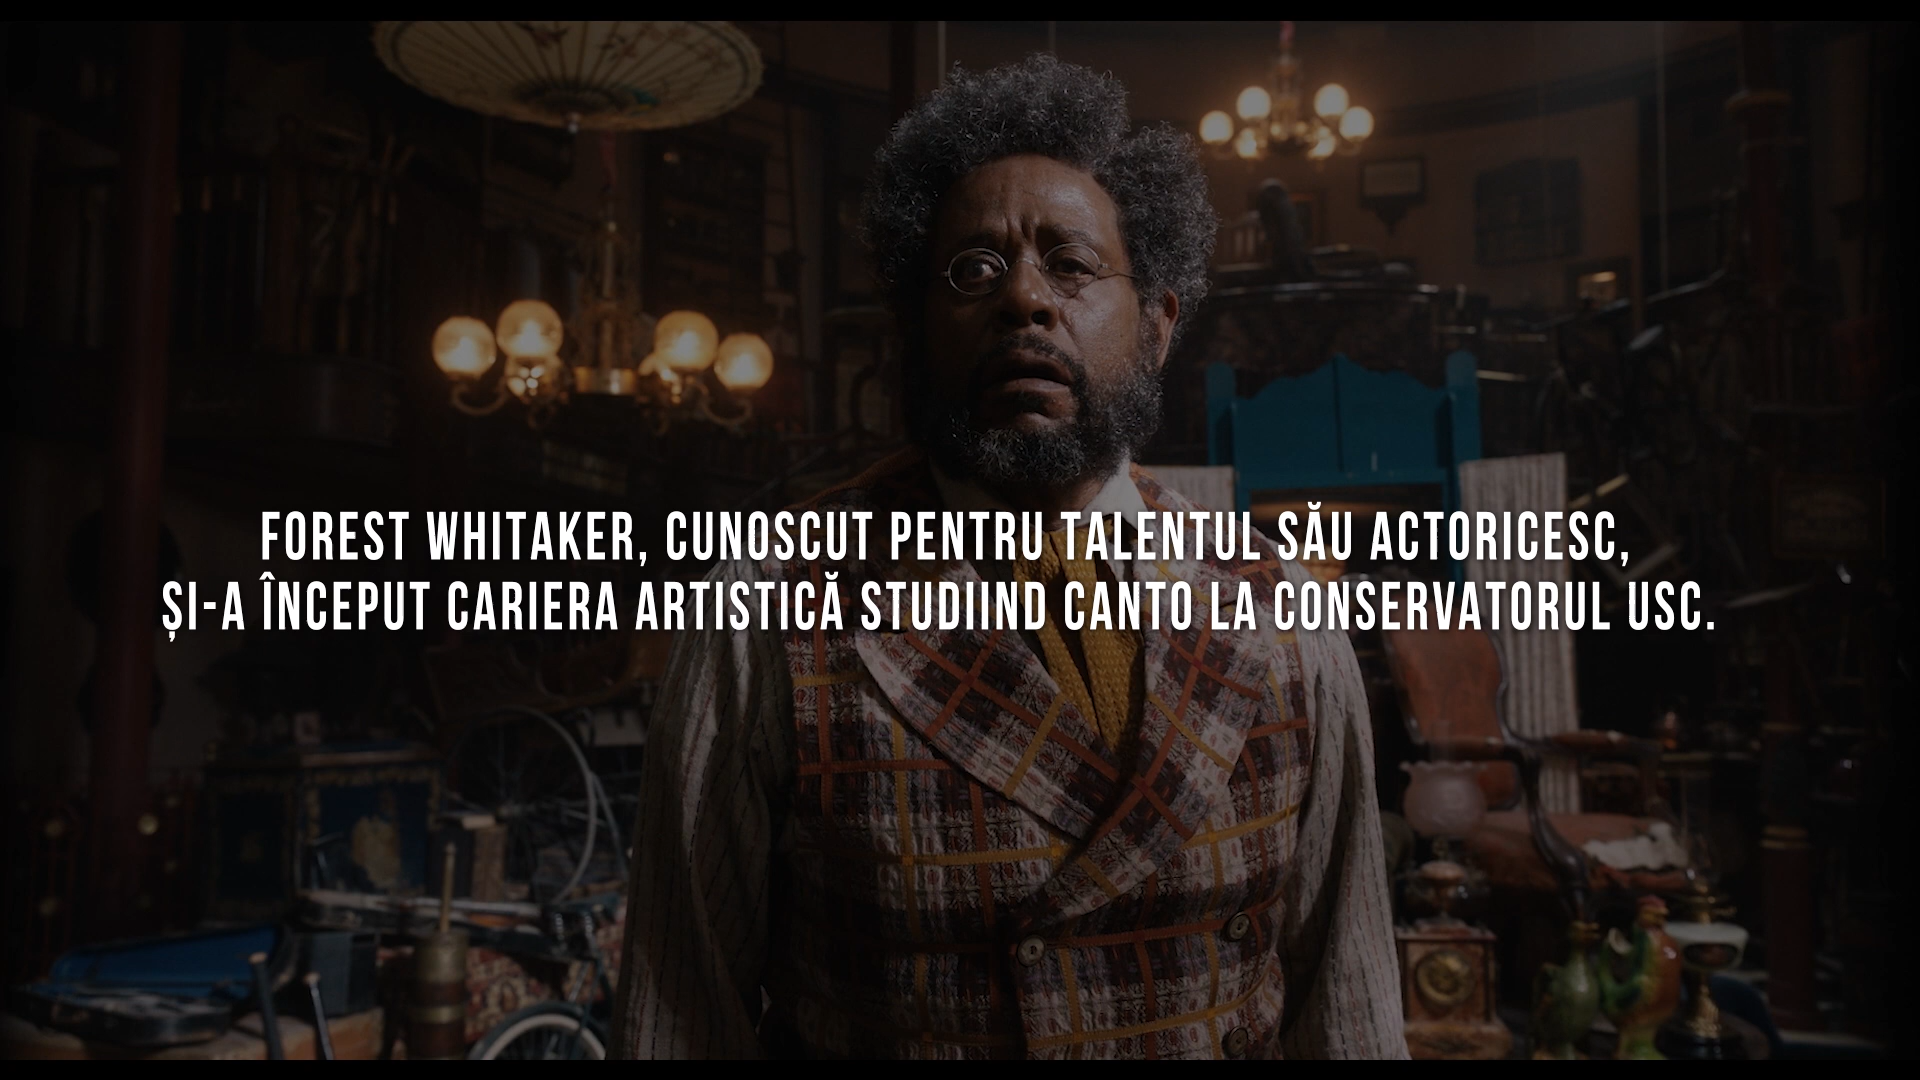 FOREST WHITAKER, CUNOSCUT PENTRU TALENTUL SĂU ACTORICESC,
ȘI-A ÎNCEPUT CARIERA ARTISTICĂ STUDIIND CANTO LA CONSERVATORUL USC.